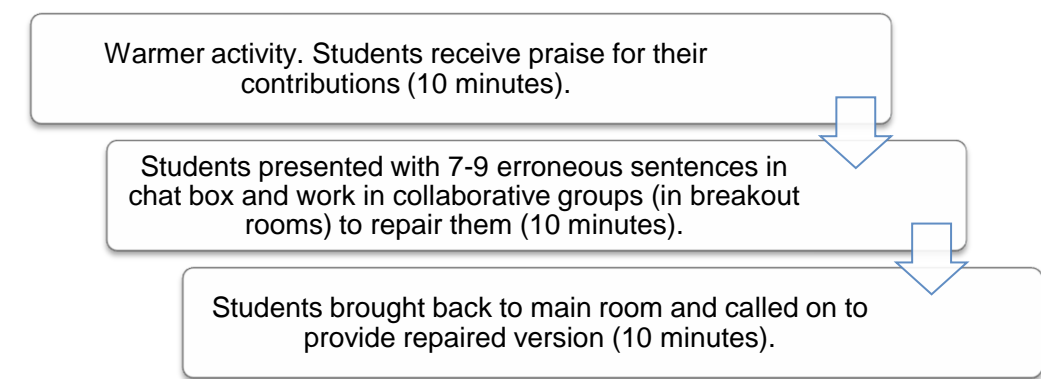 Warmer activity. Students receive praise for their
contributions (10 minutes).
Students presented with 7-9 erroneous sentences in
chat box and work in collaborative groups (in breakout
rooms) to repair them (10 minutes).
Students brought back to main room and called on to
provide repaired version (10 minutes).